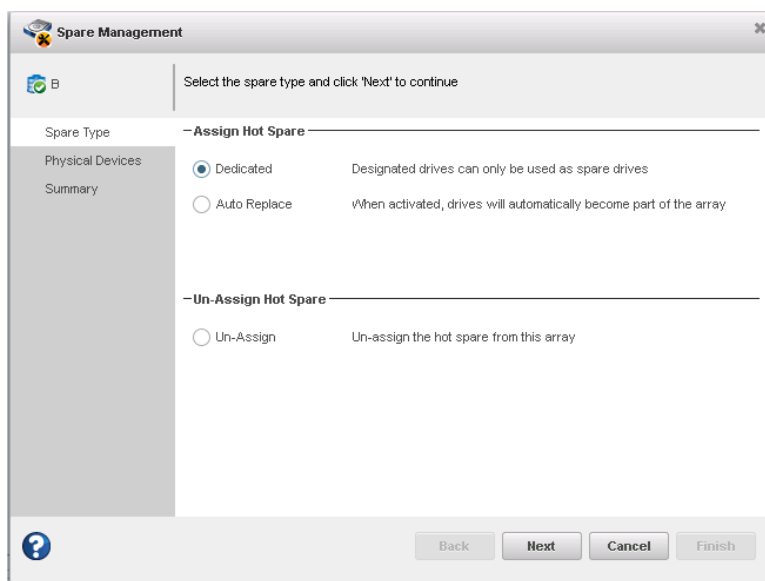 Spare Management
B
Select the spare type and click 'Next' to continue
Spare Type
Physical Devices
Summary
Assign Hot Spare
Dedicated Designated drives can only be used as spare drives
Auto Replace When activated, drives will automatically become part of the array
Un-Assign Hot Spare
Un-Assign Un-assign the hot spare from this array
Back Next Cancel Finish